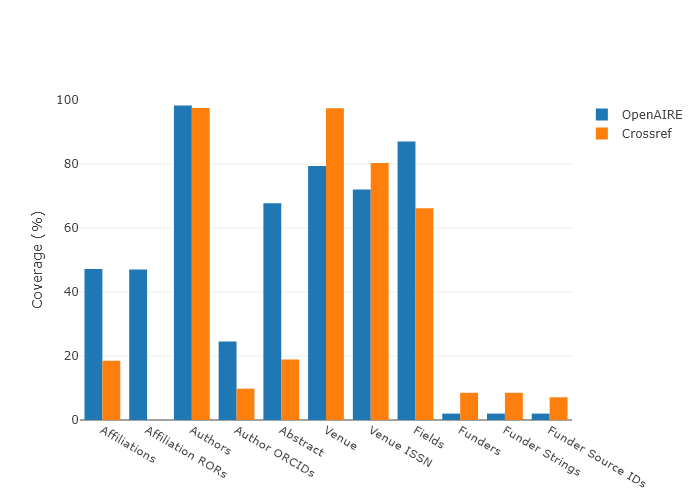 OpenAIRE
Crossref
100
80
60
40
20
0
Coverage (%)
Affiliations
Affiliation RORs
Authors
Author ORCIDs
Abstract
Venue
Venue ISSN
Fields
Funders
Funder Strings
Funder Source IDs